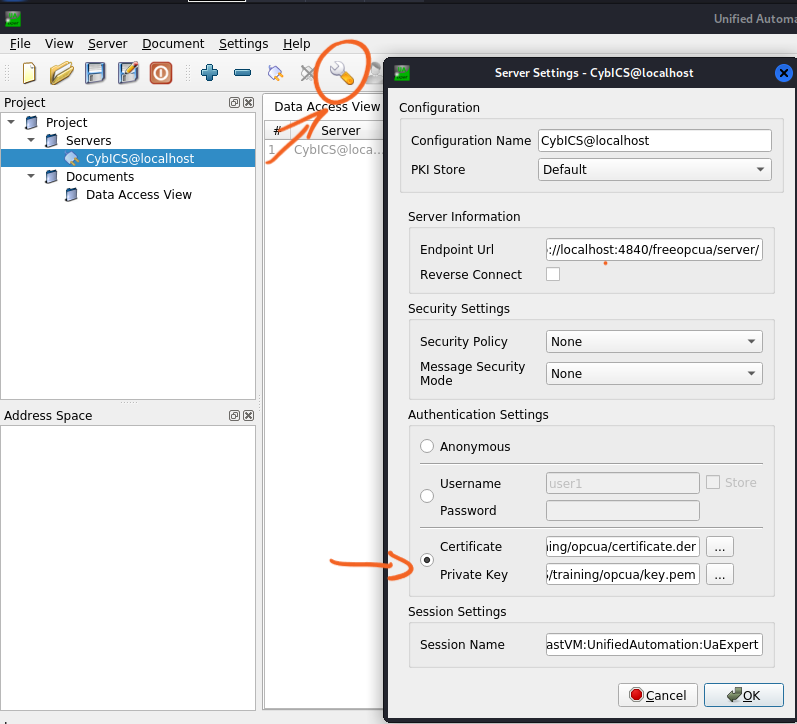 Unified Automa
File View Server Document Settings Help
Project
Project
Servers
CybICS@localhost
Documents
Data Access View
Address Space
Data Access View
# Server
1 CybICS@loca...
Server Settings - CybICS@localhost
Configuration
Configuration Name CybICS@localhost
PKI Store Default
Server Information
Endpoint Url ://localhost:4840/freeopcua/server/
Reverse Connect
Security Settings
Security Policy None
Message Security
Mode None
Authentication Settings
Anonymous
Username user1 Store
Password
Certificate ning/opcua/certificate.der ...
Private Key /training/opcua/key.pem ...
Session Settings
Session Name astVM:UnifiedAutomation:UaExpert
Cancel OK